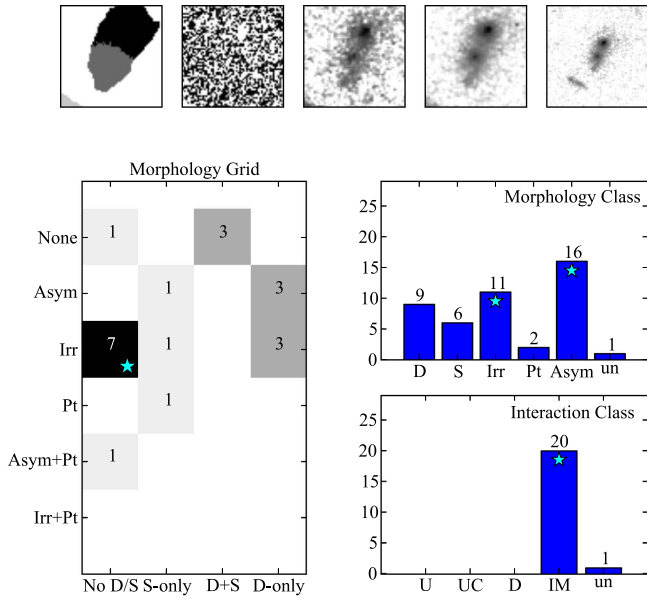 Morphology Grid
None
Asym
Irr
Pt
Asym+Pt
Irr+Pt
1
3
1
3
7
1
3
1
1
No D/S
S-only
D+S
D-only
Morphology Class
25
20
15
10
5
0
9
6
11
2
16
1
D
S
Irr
Pt
Asym
un
Interaction Class
25
20
15
10
5
0
20
1
U
UC
D
IM
un